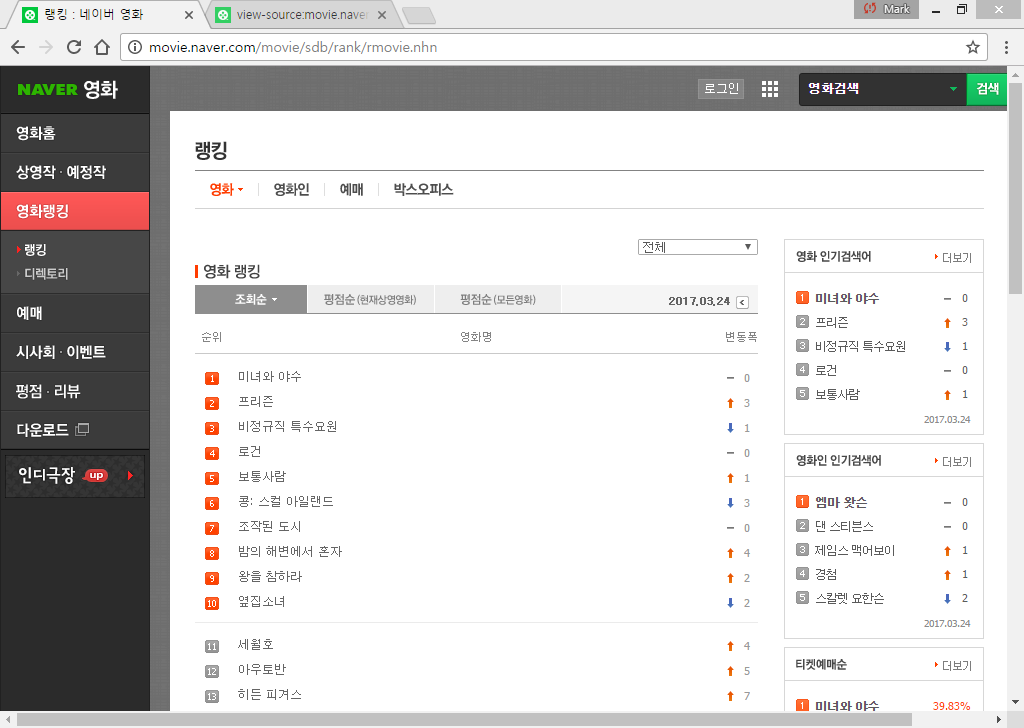 랭킹 : 네이버 영화
view-source:movie.naver
Mark
movie.naver.com/movie/sdb/rank/rmovie.nhn
NAVER 영화
로그인
영화검색
검색
영화홈
상영작 · 예정작
영화랭킹
랭킹
디렉토리
예매
시사회 · 이벤트
평점 · 리뷰
다운로드
인디극장 up
랭킹
영화 영화인 예매 박스오피스
전체
영화 랭킹
조회순 평점순 (현재상영영화) 평점순 (모든영화) 2017.03.24
순위 영화명 변동폭
1 미녀와 야수 0
2 프리즌 3
3 비정규직 특수요원 1
4 로건 0
5 보통사람 1
6 콩: 스컬 아일랜드 3
7 조작된 도시 0
8 밤의 해변에서 혼자 4
9 왕을 참하라 2
10 옆집소녀 2
11 세월호 4
12 아우토반 5
13 히든 피겨스 7
영화 인기검색어 더보기
1 미녀와 야수 0
2 프리즌 3
3 비정규직 특수요원 1
4 로건 0
5 보통사람 1
2017.03.24
영화인 인기검색어 더보기
1 엠마 왓슨 0
2 댄 스티븐스 0
3 제임스 맥어보이 1
4 경첨 1
5 스칼렛 요한슨 2
2017.03.24
티켓예매순 더보기
1 미녀와 야수 39.83%